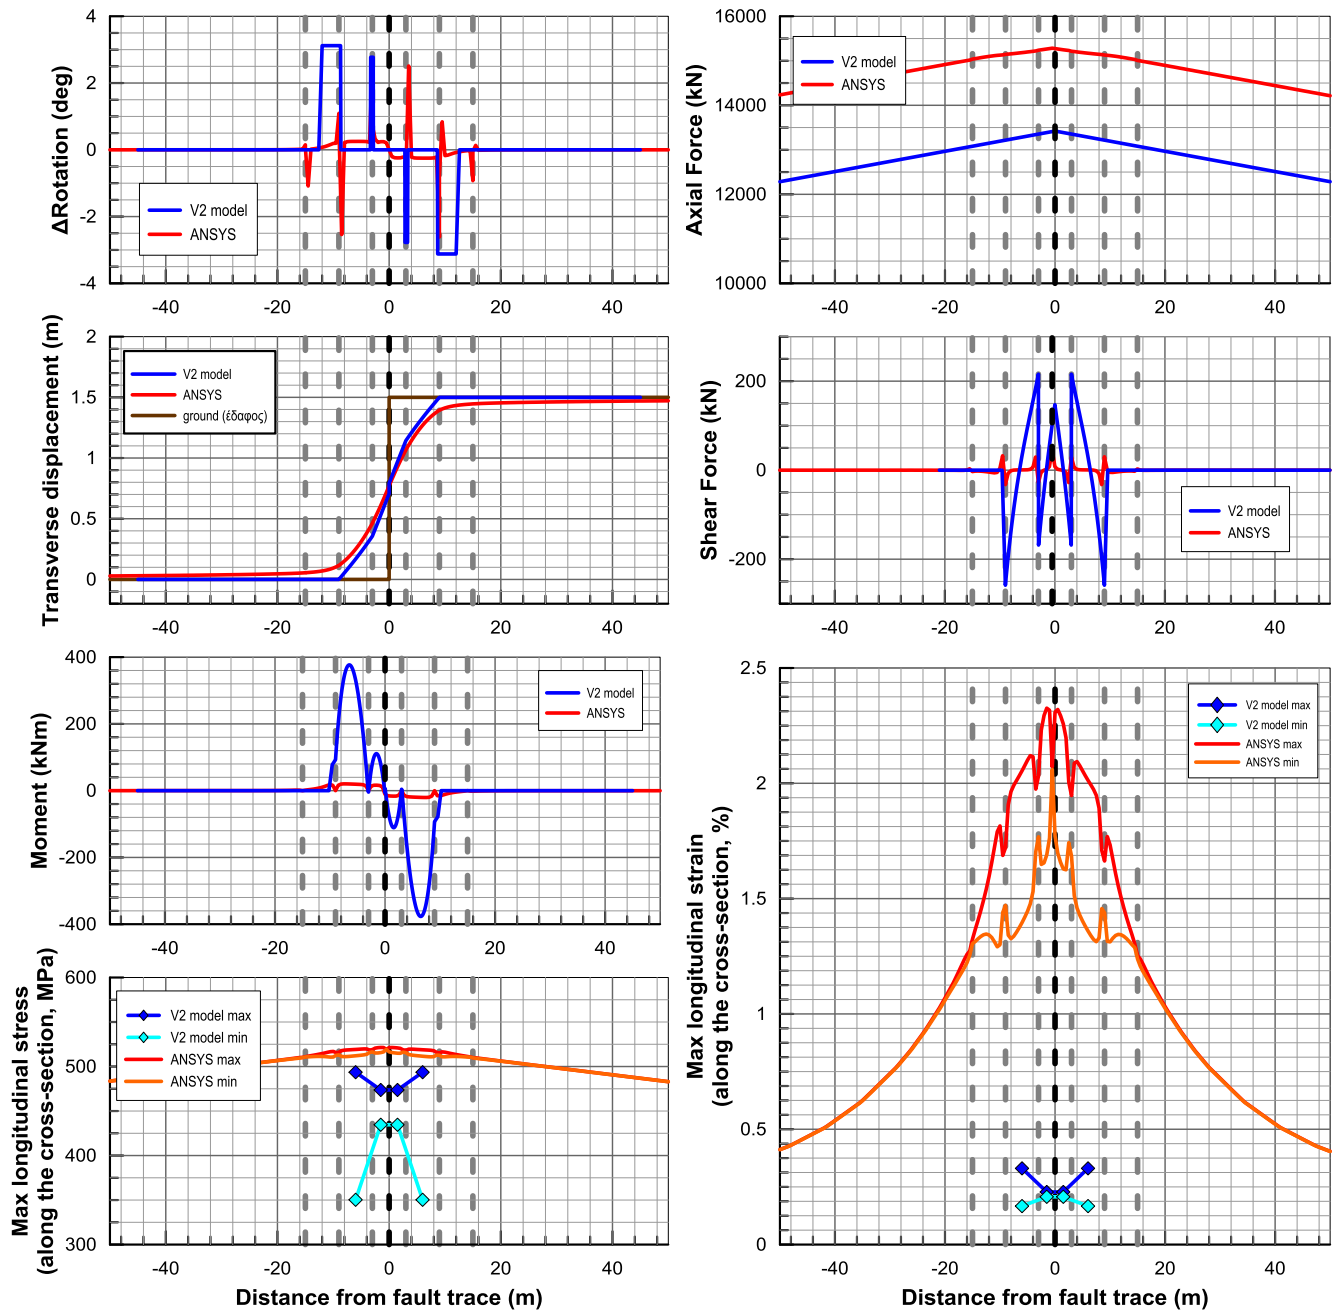 ΔRotation (deg)
4
2
0
-2
-4
V2 model
ANSYS
-40
-20
0
20
40
Axial Force (kN)
16000
14000
12000
10000
V2 model
ANSYS
-40
-20
0
20
40
Transverse displacement (m)
2
1.5
1
0.5
0
V2 model
ANSYS
ground (έδαφος)
-40
-20
0
20
40
Shear Force (kN)
200
0
-200
V2 model
ANSYS
-40
-20
0
20
40
Moment (kNm)
400
200
0
-200
-400
V2 model
ANSYS
-40
-20
0
20
40
Max longitudinal stress
(along the cross-section, MPa)
600
500
400
300
V2 model max
V2 model min
ANSYS max
ANSYS min
-40
-20
0
20
40
Distance from fault trace (m)
Max longitudinal strain
(along the cross-section, %)
2.5
2
1.5
1
0.5
0
V2 model max
V2 model min
ANSYS max
ANSYS min
-40
-20
0
20
40
Distance from fault trace (m)